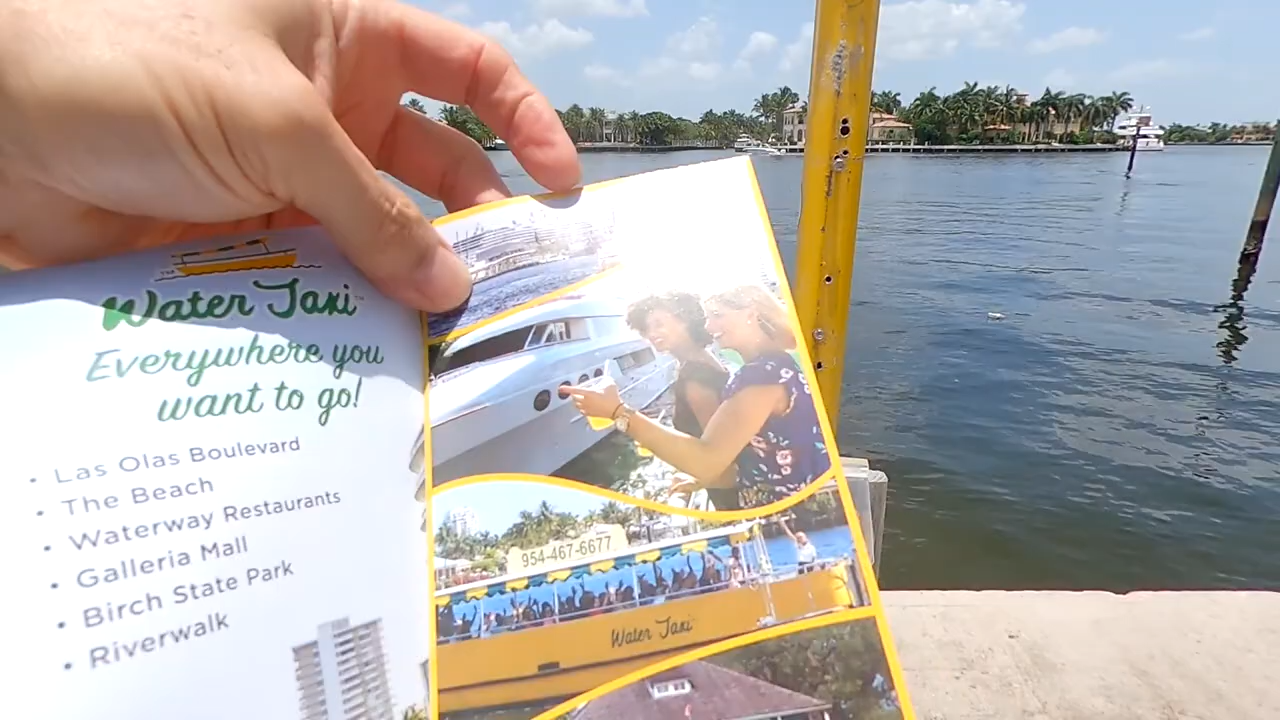 Water Taxi™
Everywhere you
want to go!
• Las Olas Boulevard
• The Beach
• Waterway Restaurants
• Galleria Mall
• Birch State Park
• Riverwalk
954-467-6677
Water Taxi